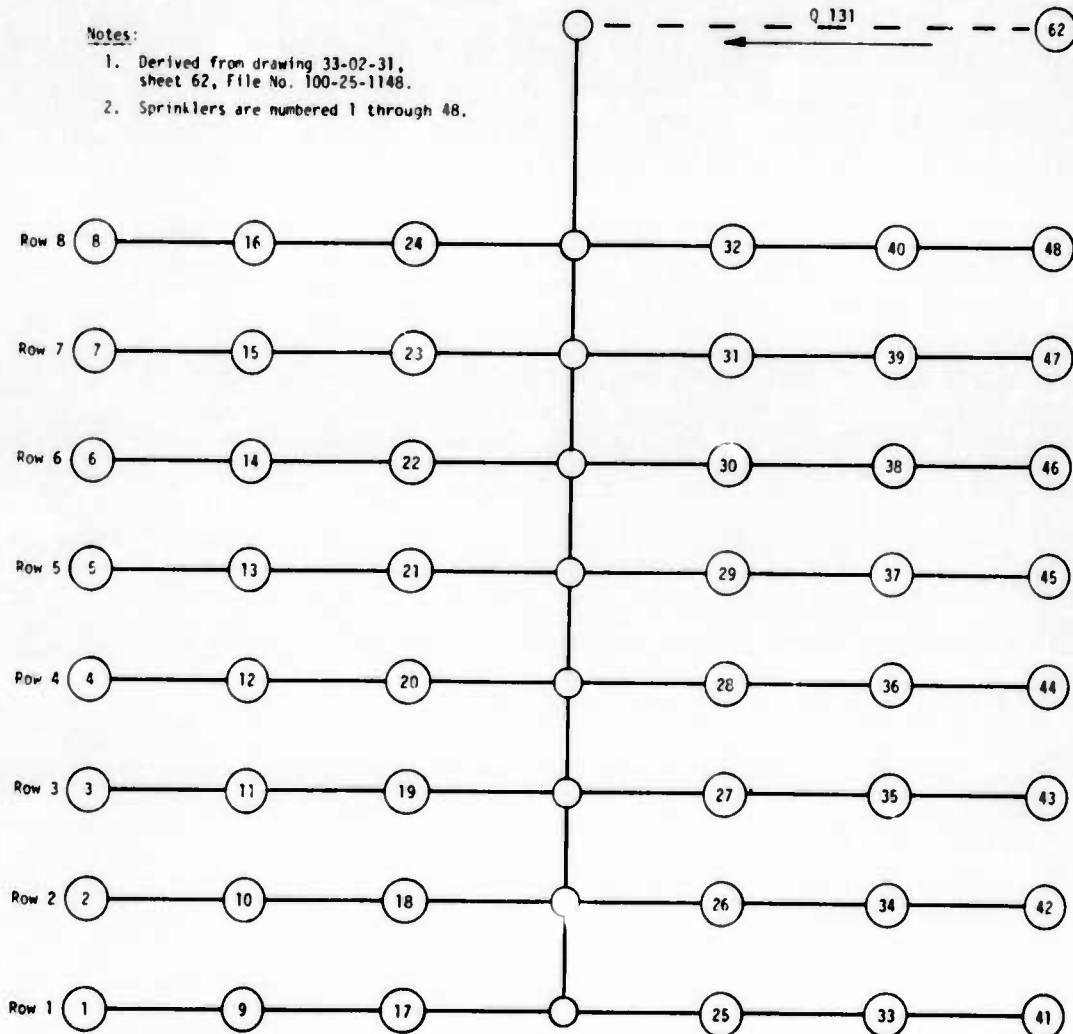 Notes:
1. Derived from drawing 33-02-31,
sheet 62, File No. 100-25-1148.
2. Sprinklers are numbered 1 through 48.
Q 131
62
Row 8 8 16 24 32 40 48
Row 7 7 15 23 31 39 47
Row 6 6 14 22 30 38 46
Row 5 5 13 21 29 37 45
Row 4 4 12 20 28 36 44
Row 3 3 11 19 27 35 43
Row 2 2 10 18 26 34 42
Row 1 1 9 17 25 33 41